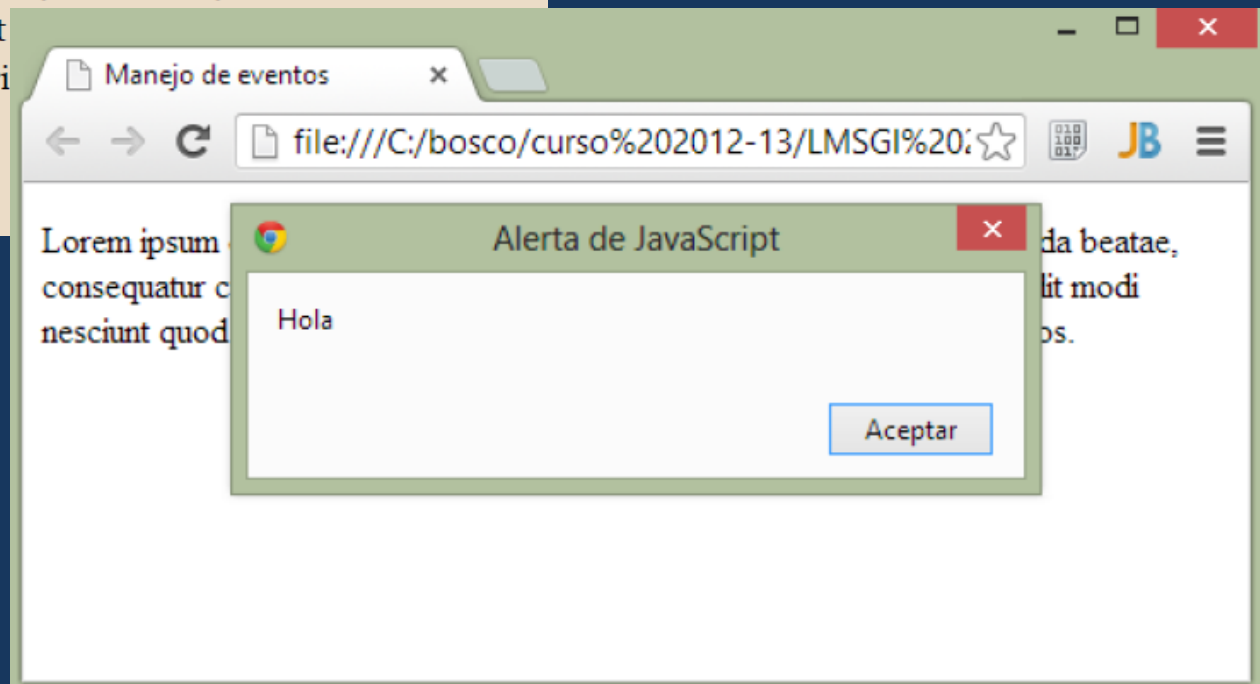 Manejo de eventos
file:///C:/bosco/curso%202012-13/LMSGI%20
JB
Alerta de JavaScript
Hola
Aceptar
Lorem ipsum da beatae,
consequatur c lit modi
nesciunt quod os.